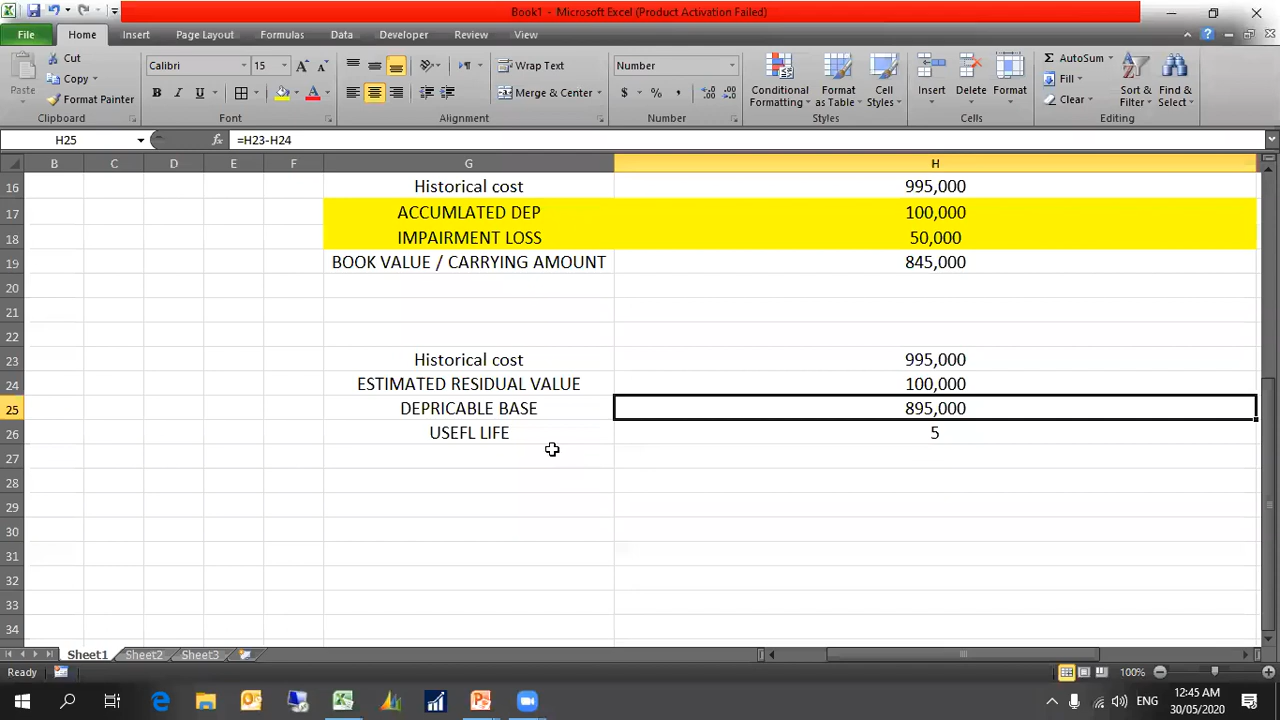 Book1 - Microsoft Excel (Product Activation Failed)
File Home Insert Page Layout Formulas Data Developer Review View
Paste Cut Copy Format Painter Clipboard
Calibri 15 A A B I U A Font
Wrap Text Merge & Center Alignment
Number $ % , Number
Conditional Formatting Format as Table Cell Styles Styles
Insert Delete Format Cells
Σ AutoSum Fill Clear Sort & Filter Find & Select Editing
H25 fx =H23-H24
B C D E F G H
16 Historical cost 995,000
17 ACCUMLATED DEP 100,000
18 IMPAIRMENT LOSS 50,000
19 BOOK VALUE / CARRYING AMOUNT 845,000
20
21
22
23 Historical cost 995,000
24 ESTIMATED RESIDUAL VALUE 100,000
25 DEPRICABLE BASE 895,000
26 USEFL LIFE 5
27
28
29
30
31
32
33
34
Sheet1 Sheet2 Sheet3
Ready 100%
ENG 12:45 AM
30/05/2020